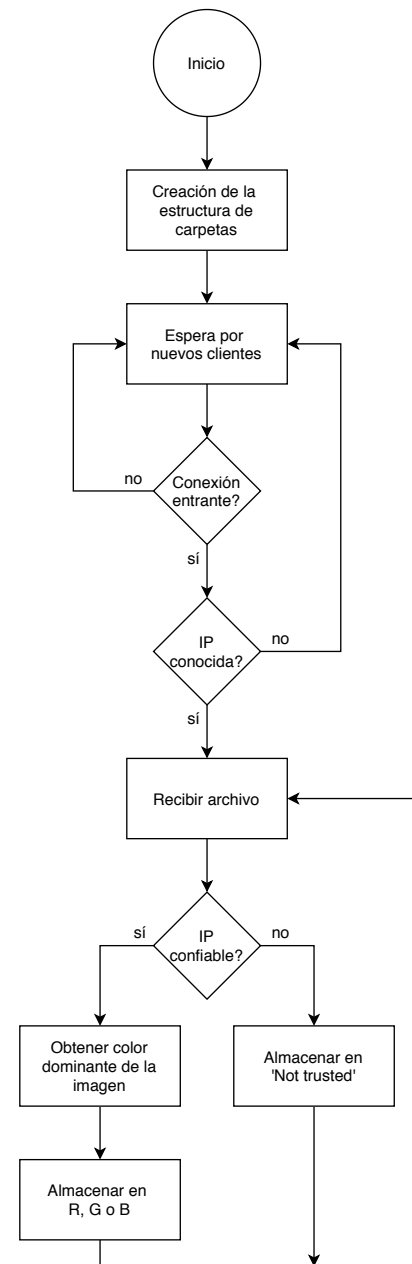 Inicio
Creación de la
estructura de
carpetas
Espera por
nuevos clientes
no
Conexión
entrante?
sí
IP
conocida?
no
sí
Recibir archivo
sí
IP
confiable?
no
Obtener color
dominante de la
imagen
Almacenar en
'Not trusted'
Almacenar en
R, G o B